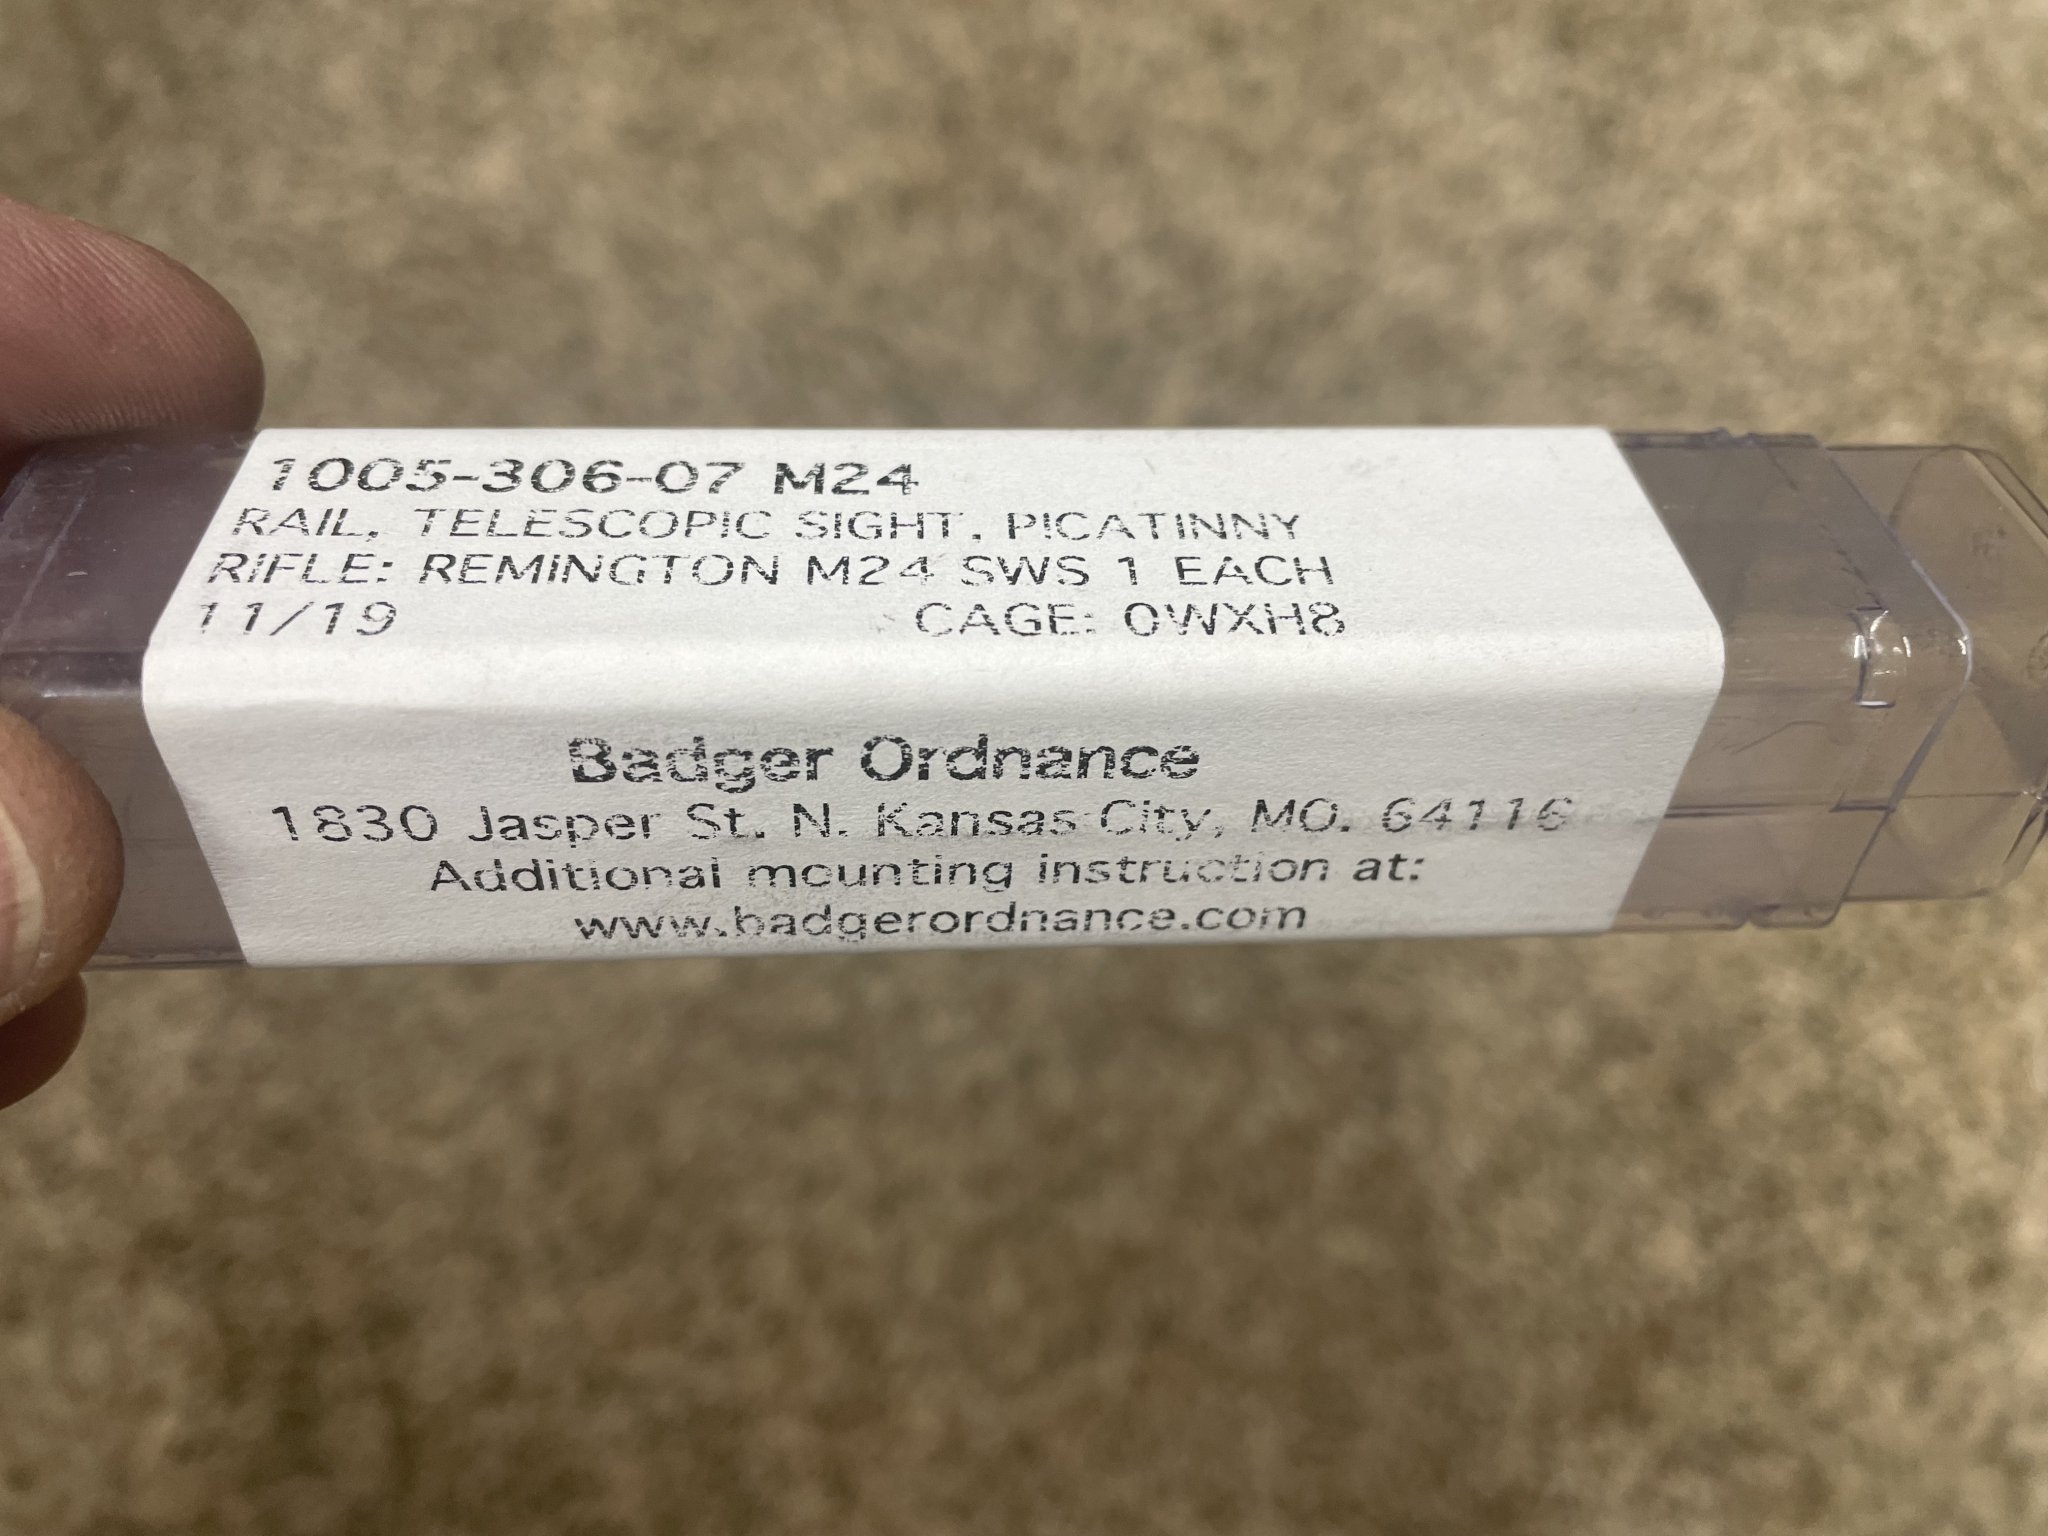 1005-306-07 M24
RAIL, TELESCOPIC SIGHT, PICATINNY
RIFLE: REMINGTON M24 SWS 1 EACH
11/19 CAGE: 0WXH8
Badger Ordnance
1830 Jasper St. N. Kansas City, MO. 64116
Additional mounting instruction at:
www.badgerordnance.com